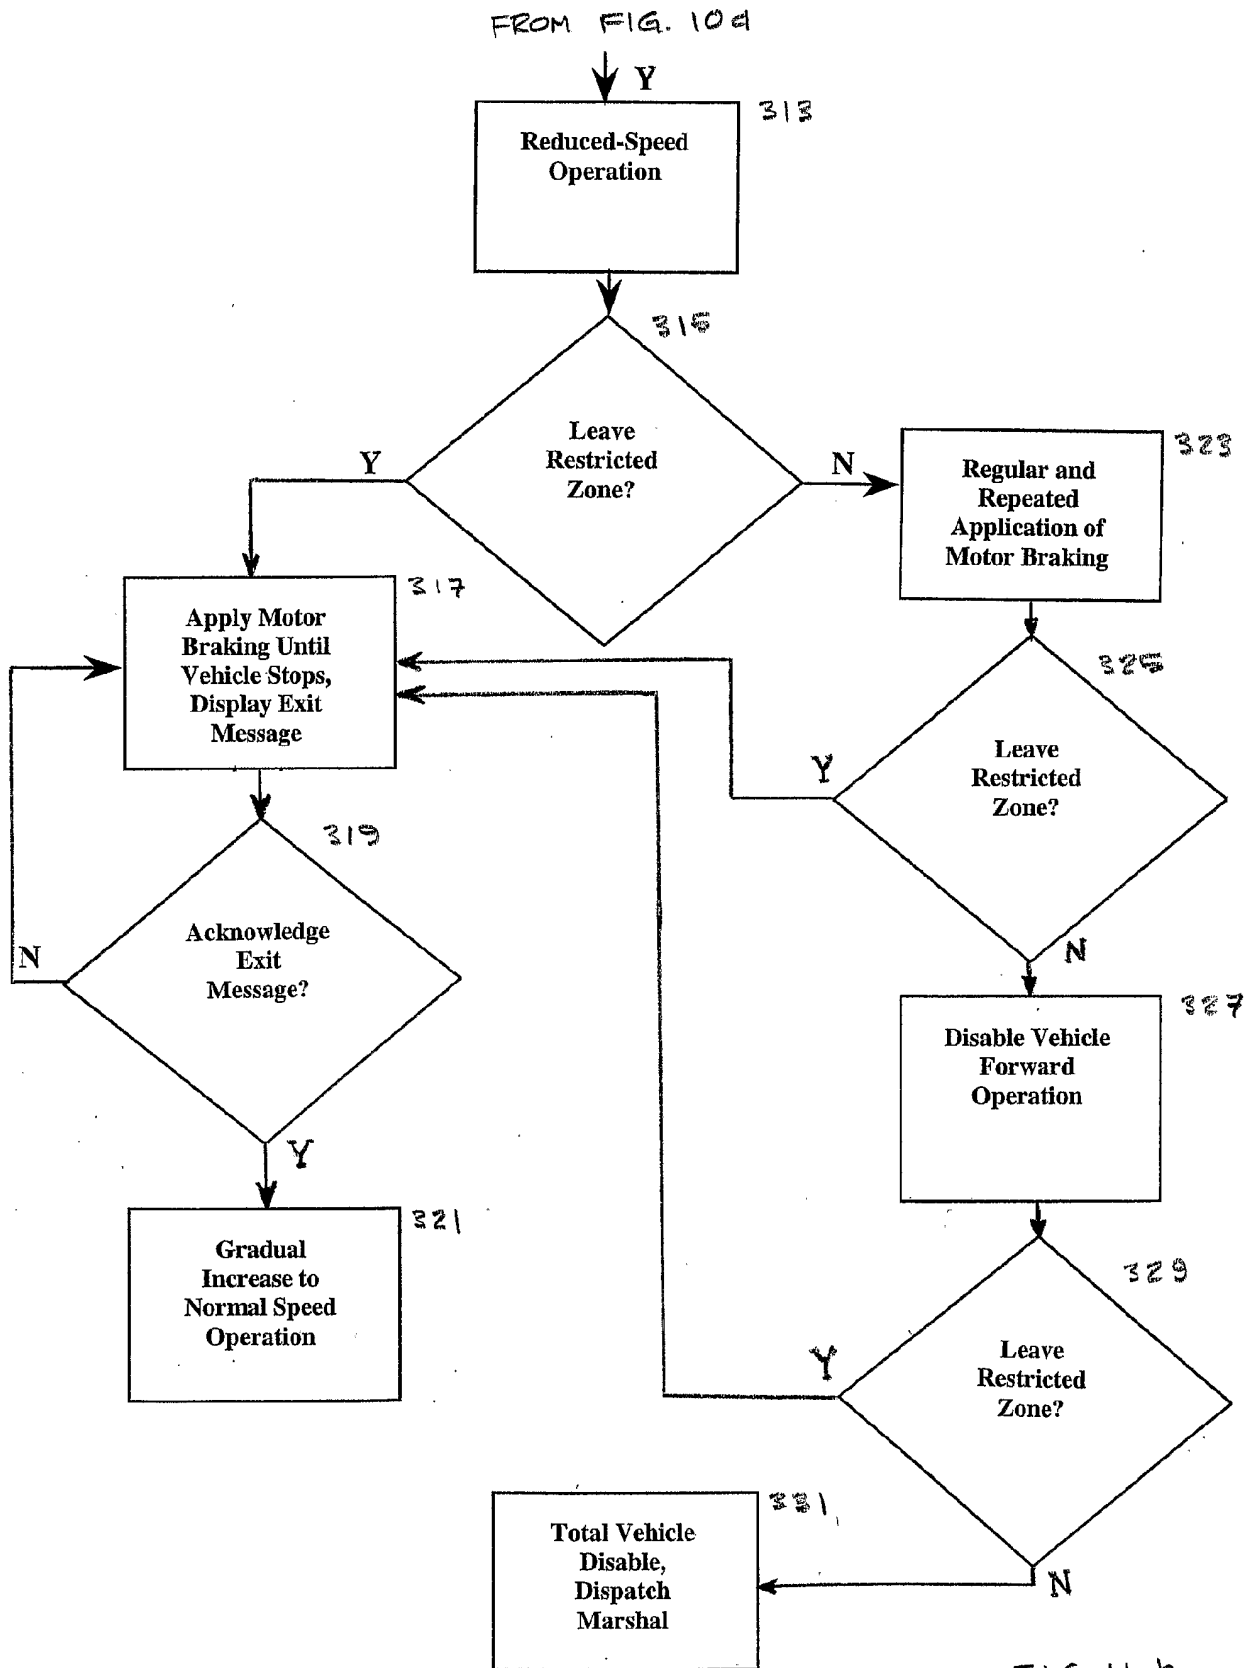 FROM FIG. 10a
Y
313
Reduced-Speed
Operation
315
Leave
Restricted
Zone?
Y
N
323
Regular and
Repeated
Application of
Motor Braking
317
Apply Motor
Braking Until
Vehicle Stops,
Display Exit
Message
325
Leave
Restricted
Zone?
Y
N
319
Acknowledge
Exit
Message?
N
Y
327
Disable Vehicle
Forward
Operation
321
Gradual
Increase to
Normal Speed
Operation
329
Leave
Restricted
Zone?
Y
N
331
Total Vehicle
Disable,
Dispatch
Marshal